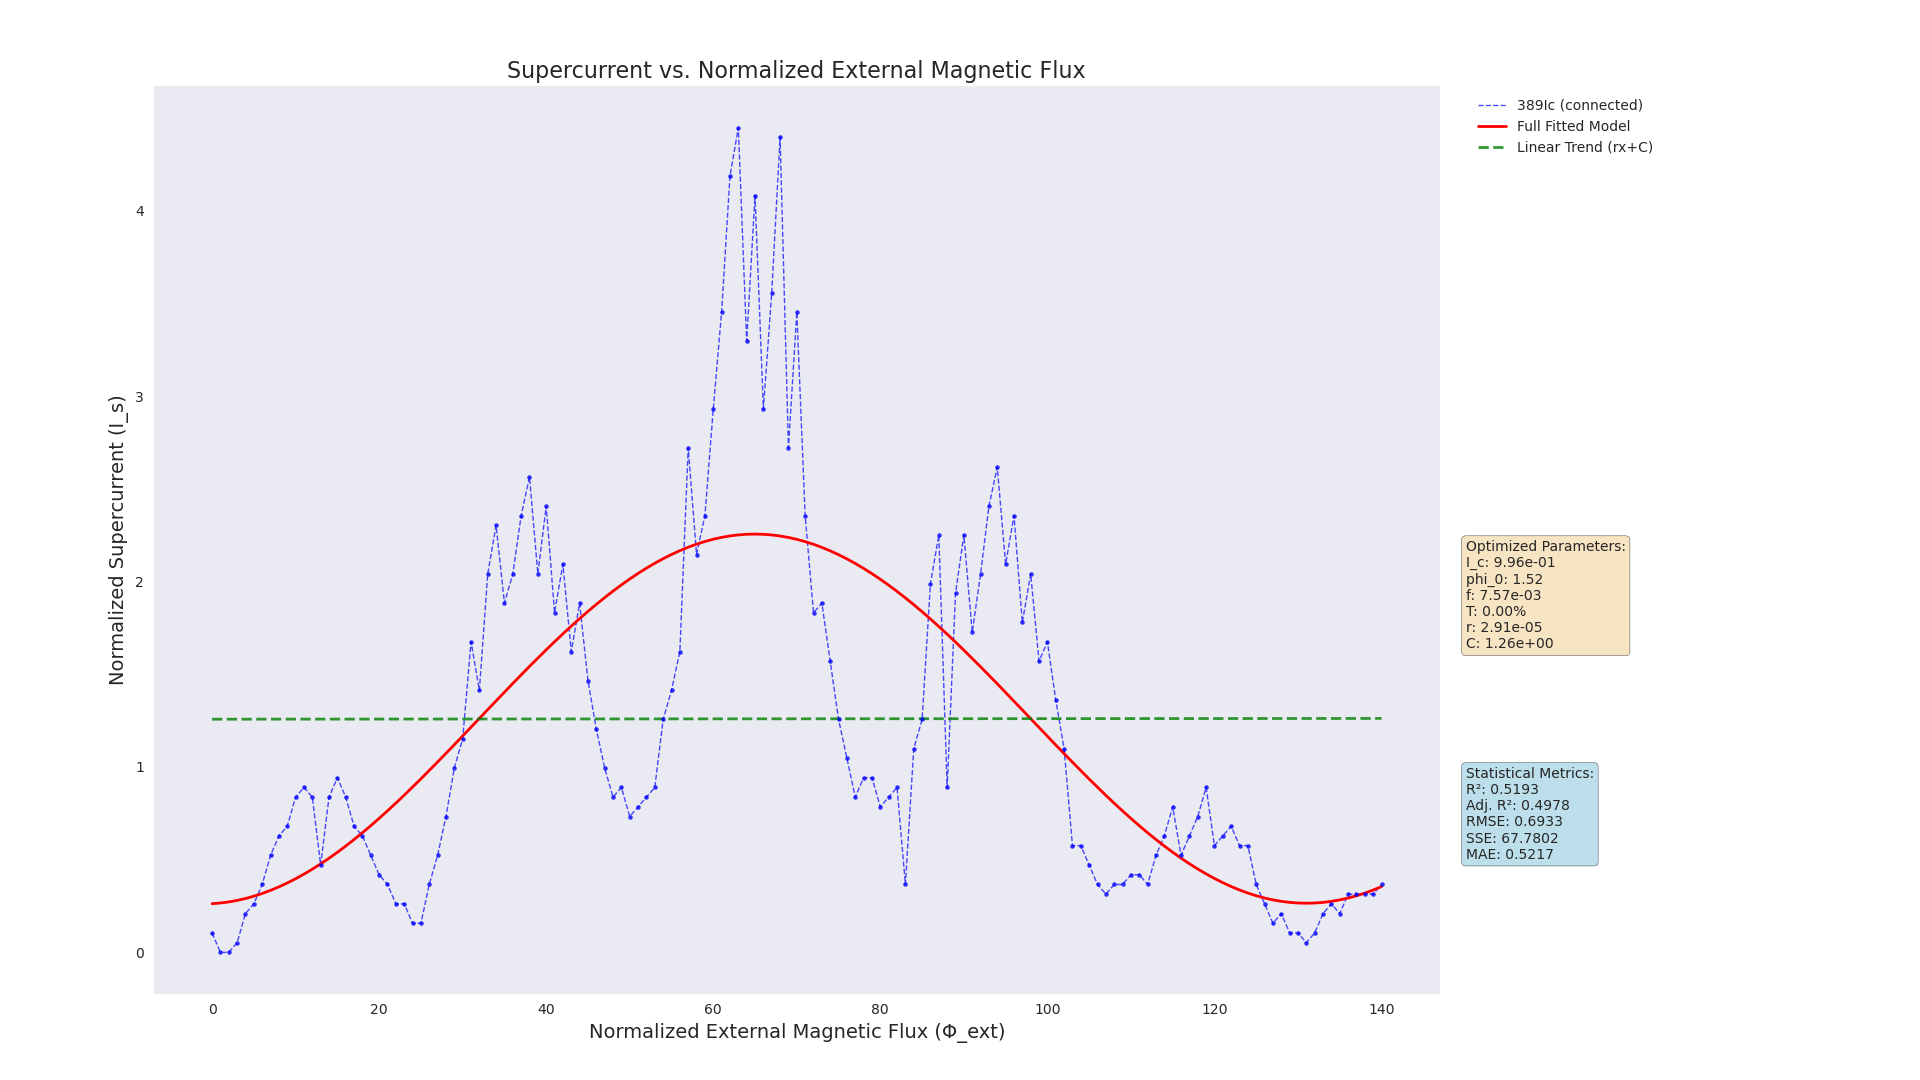 Supercurrent vs. Normalized External Magnetic Flux
389Ic (connected)
Full Fitted Model
Linear Trend (rx+C)
Normalized Supercurrent (I_s)
4
3
2
1
0
Optimized Parameters:
I_c: 9.96e-01
phi_0: 1.52
f: 7.57e-03
T: 0.00%
r: 2.91e-05
C: 1.26e+00
Statistical Metrics:
R²: 0.5193
Adj. R²: 0.4978
RMSE: 0.6933
SSE: 67.7802
MAE: 0.5217
0 20 40 60 80 100 120 140
Normalized External Magnetic Flux (Φ_ext)